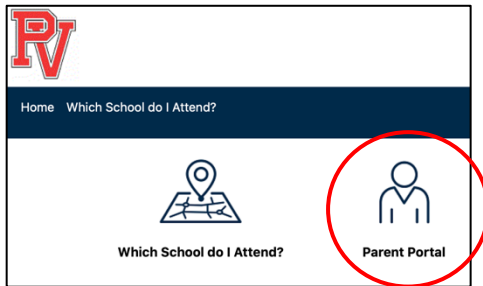 PV
Home Which School do I Attend?
Which School do I Attend? Parent Portal